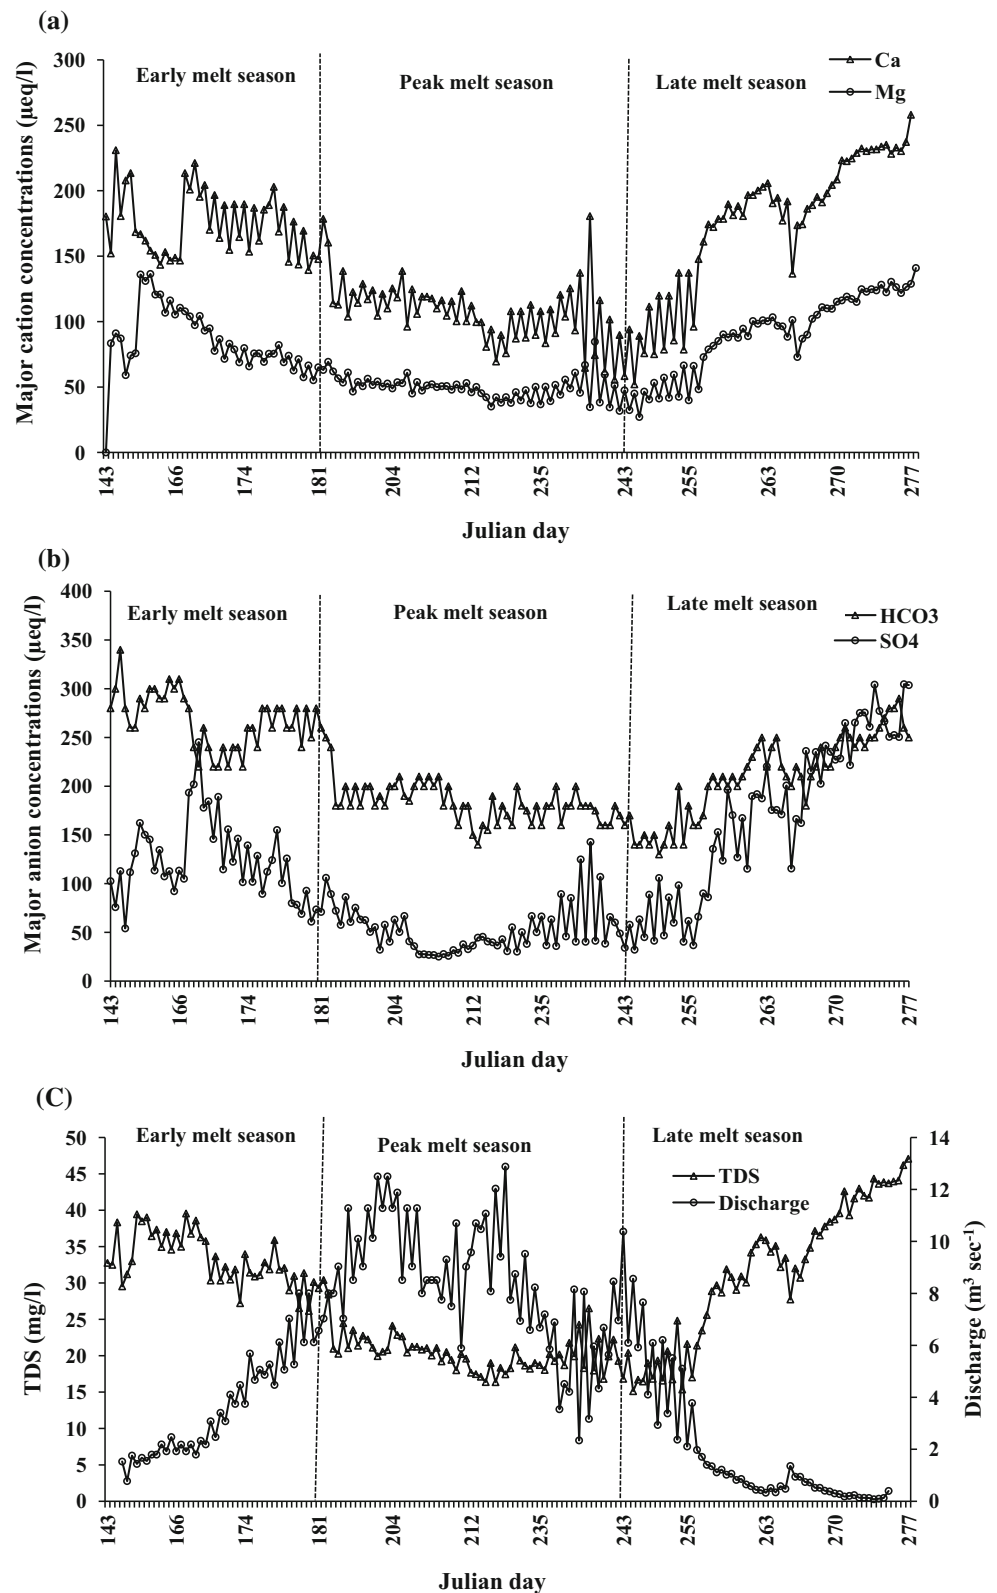 (a)
Major cation concentrations (µeq/l)
300
250
200
150
100
50
0
Early melt season
Peak melt season
Late melt season
Ca
Mg
143 166 174 181 204 212 235 243 255 263 270 277
Julian day
(b)
Major anion concentrations (µeq/l)
400
350
300
250
200
150
100
50
0
Early melt season
Peak melt season
Late melt season
HCO3
SO4
143 166 174 181 204 212 235 243 255 263 270 277
Julian day
(C)
TDS (mg/l)
50
45
40
35
30
25
20
15
10
5
0
Early melt season
Peak melt season
Late melt season
TDS
Discharge
14
12
10
8
6
4
2
0
Discharge (m³ sec⁻¹)
143 166 174 181 204 212 235 243 255 263 270 277
Julian day